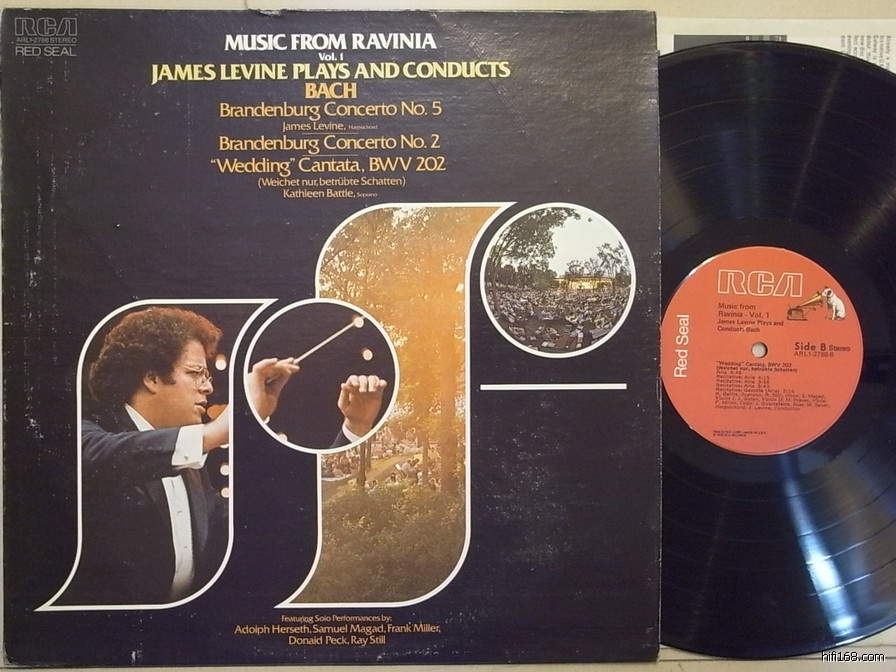 RCA
ARL1-2788 STEREO
RED SEAL
MUSIC FROM RAVINIA
Vol. 1
JAMES LEVINE PLAYS AND CONDUCTS
BACH
Brandenburg Concerto No. 5
James Levine, Harpsichord
Brandenburg Concerto No. 2
"Wedding" Cantata, BWV 202
(Weichet nur, betrübte Schatten)
Kathleen Battle, Soprano
Featuring Solo Performances by:
Adolph Herseth, Samuel Magad, Frank Miller,
Donald Peck, Ray Still
RCA
Red Seal
Music from
Ravinia - Vol. 1
James Levine Plays and
Conducts Bach
Side B Stereo
ARL1-2788-B
"Wedding" Cantata, BWV 202
(Weichet nur, betrübte Schatten)
hifi168.com